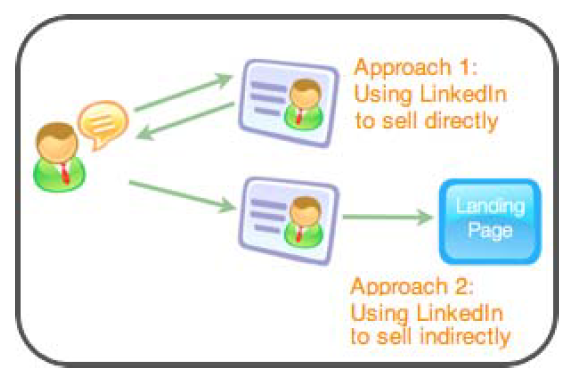 Approach 1:
Using LinkedIn
to sell directly
Landing
Page
Approach 2:
Using LinkedIn
to sell indirectly